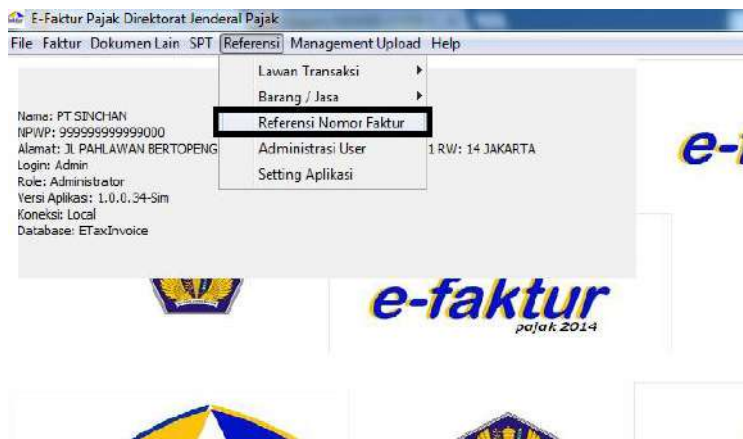 E-Faktur Pajak Direktorat Jenderal Pajak
File Faktur Dokumen Lain SPT Referensi Management Upload Help
Lawan Transaksi
Barang / Jasa
Referensi Nomor Faktur
Administrasi User
Setting Aplikasi
Nama: PT SINCHAN
NPWP: 999999999999000
Alamat: JL PAHLAWAN BERTOPENG 1 RW: 14 JAKARTA
Login: Admin
Role: Administrator
Versi Aplikasi: 1.0.0.34-Sim
Koneksi: Local
Database: ETaxInvoice
e-
e-faktur
pajak 2014